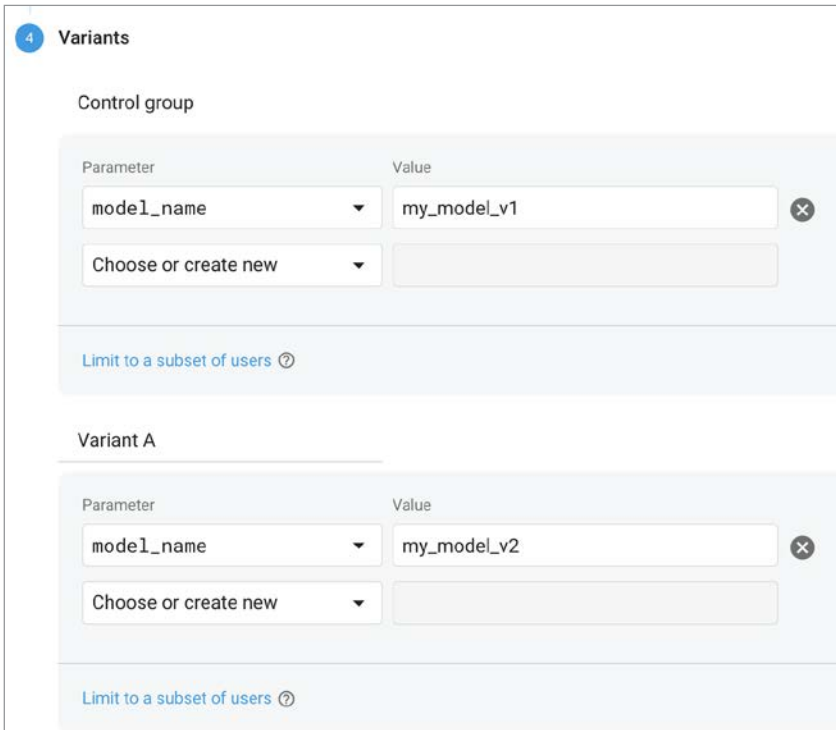 4 Variants
Control group
Parameter Value
model_name my_model_v1
Choose or create new
Limit to a subset of users
Variant A
Parameter Value
model_name my_model_v2
Choose or create new
Limit to a subset of users